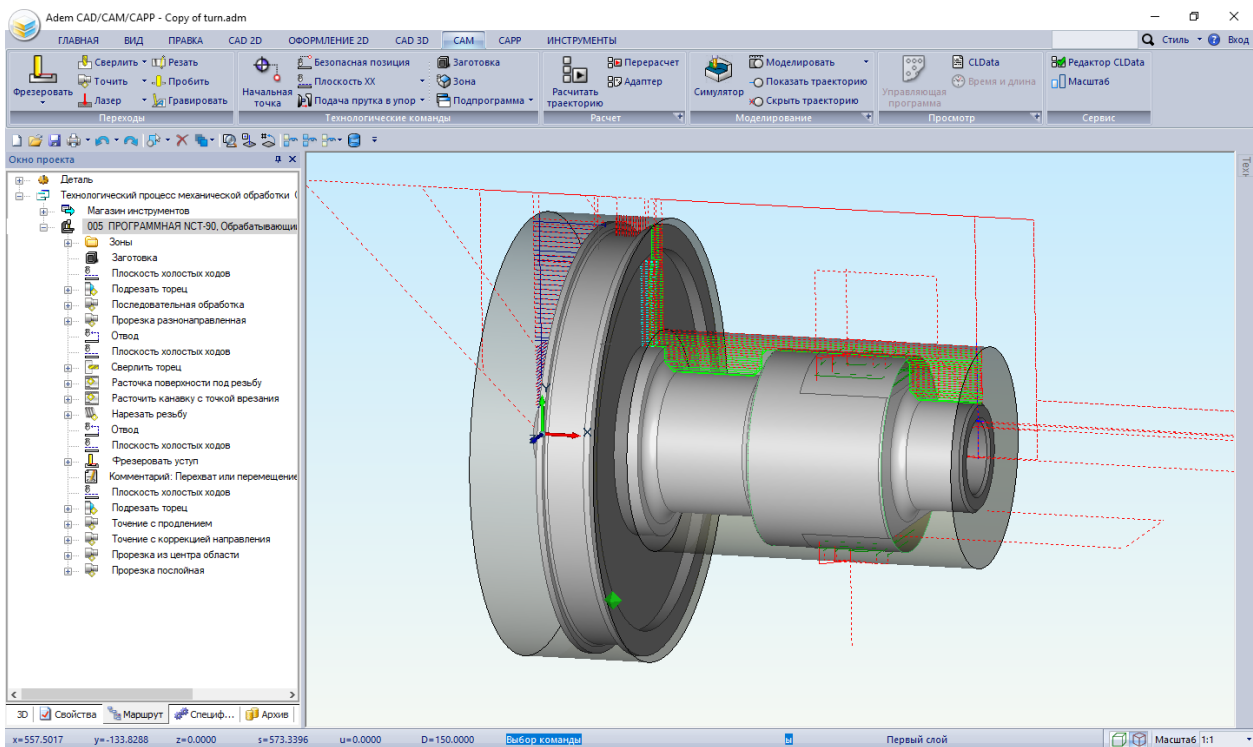 Adem CAD/CAM/CAPP - Copy of turn.adm
ГЛАВНАЯ ВИД ПРАВКА CAD 2D ОФОРМЛЕНИЕ 2D CAD 3D CAM CAPP ИНСТРУМЕНТЫ Стиль Вход
Фрезеровать
Сверлить Резать
Точить Пробить
Лазер Гравировать
Переходы
Начальная точка
Безопасная позиция Заготовка
Плоскость ХХ Зона
Подача прутка в упор Подпрограмма
Технологические команды
Рассчитать траекторию
Перерасчет
Адаптер
Расчет
Симулятор
Моделировать
Показать траекторию
Скрыть траекторию
Моделирование
Управляющая программа
CLData
Время и длина
Просмотр
Редактор CLData
Масштаб
Сервис
Окно проекта
Деталь
Технологический процесс механической обработки (
Магазин инструментов
005 ПРОГРАММНАЯ NCT-90, Обрабатывающи
Зоны
Заготовка
Плоскость холостых ходов
Подрезать торец
Последовательная обработка
Прорезка разнонаправленная
Отвод
Плоскость холостых ходов
Сверлить торец
Расточка поверхности под резьбу
Расточить канавку с точкой врезания
Нарезать резьбу
Отвод
Плоскость холостых ходов
Фрезеровать уступ
Комментарий: Перехват или перемещение
Плоскость холостых ходов
Подрезать торец
Точение с продлением
Точение с коррекцией направления
Прорезка из центра области
Прорезка послойная
Y
X
3D Свойства Маршрут Специф... Архив
x=557.5017 y=-133.8288 z=0.0000 s=573.3396 u=0.0000 D=150.0000 Выбор команды ы Первый слой Масштаб 1:1